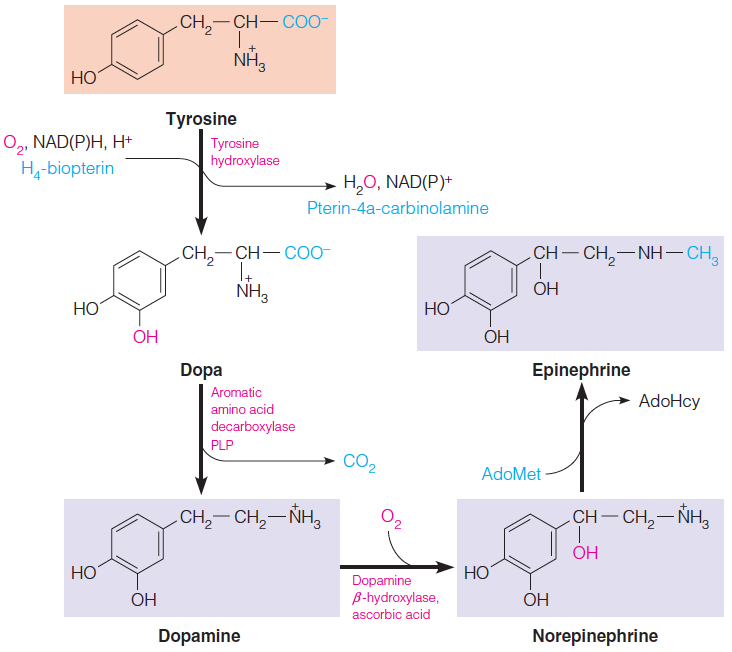 CH₂—CH—COO⁻
+
NH₃
HO
Tyrosine
O₂, NAD(P)H, H+
H₄-biopterin
Tyrosine
hydroxylase
H₂O, NAD(P)+
Pterin-4a-carbinolamine
CH₂—CH—COO⁻
+
NH₃
HO
OH
Dopa
CH—CH₂—NH—CH₃
OH
HO
OH
Epinephrine
Aromatic
amino acid
decarboxylase
PLP
CO₂
AdoHcy
AdoMet
CH₂—CH₂—N⁺H₃
HO
OH
Dopamine
O₂
Dopamine
β-hydroxylase,
ascorbic acid
CH—CH₂—N⁺H₃
OH
HO
OH
Norepinephrine